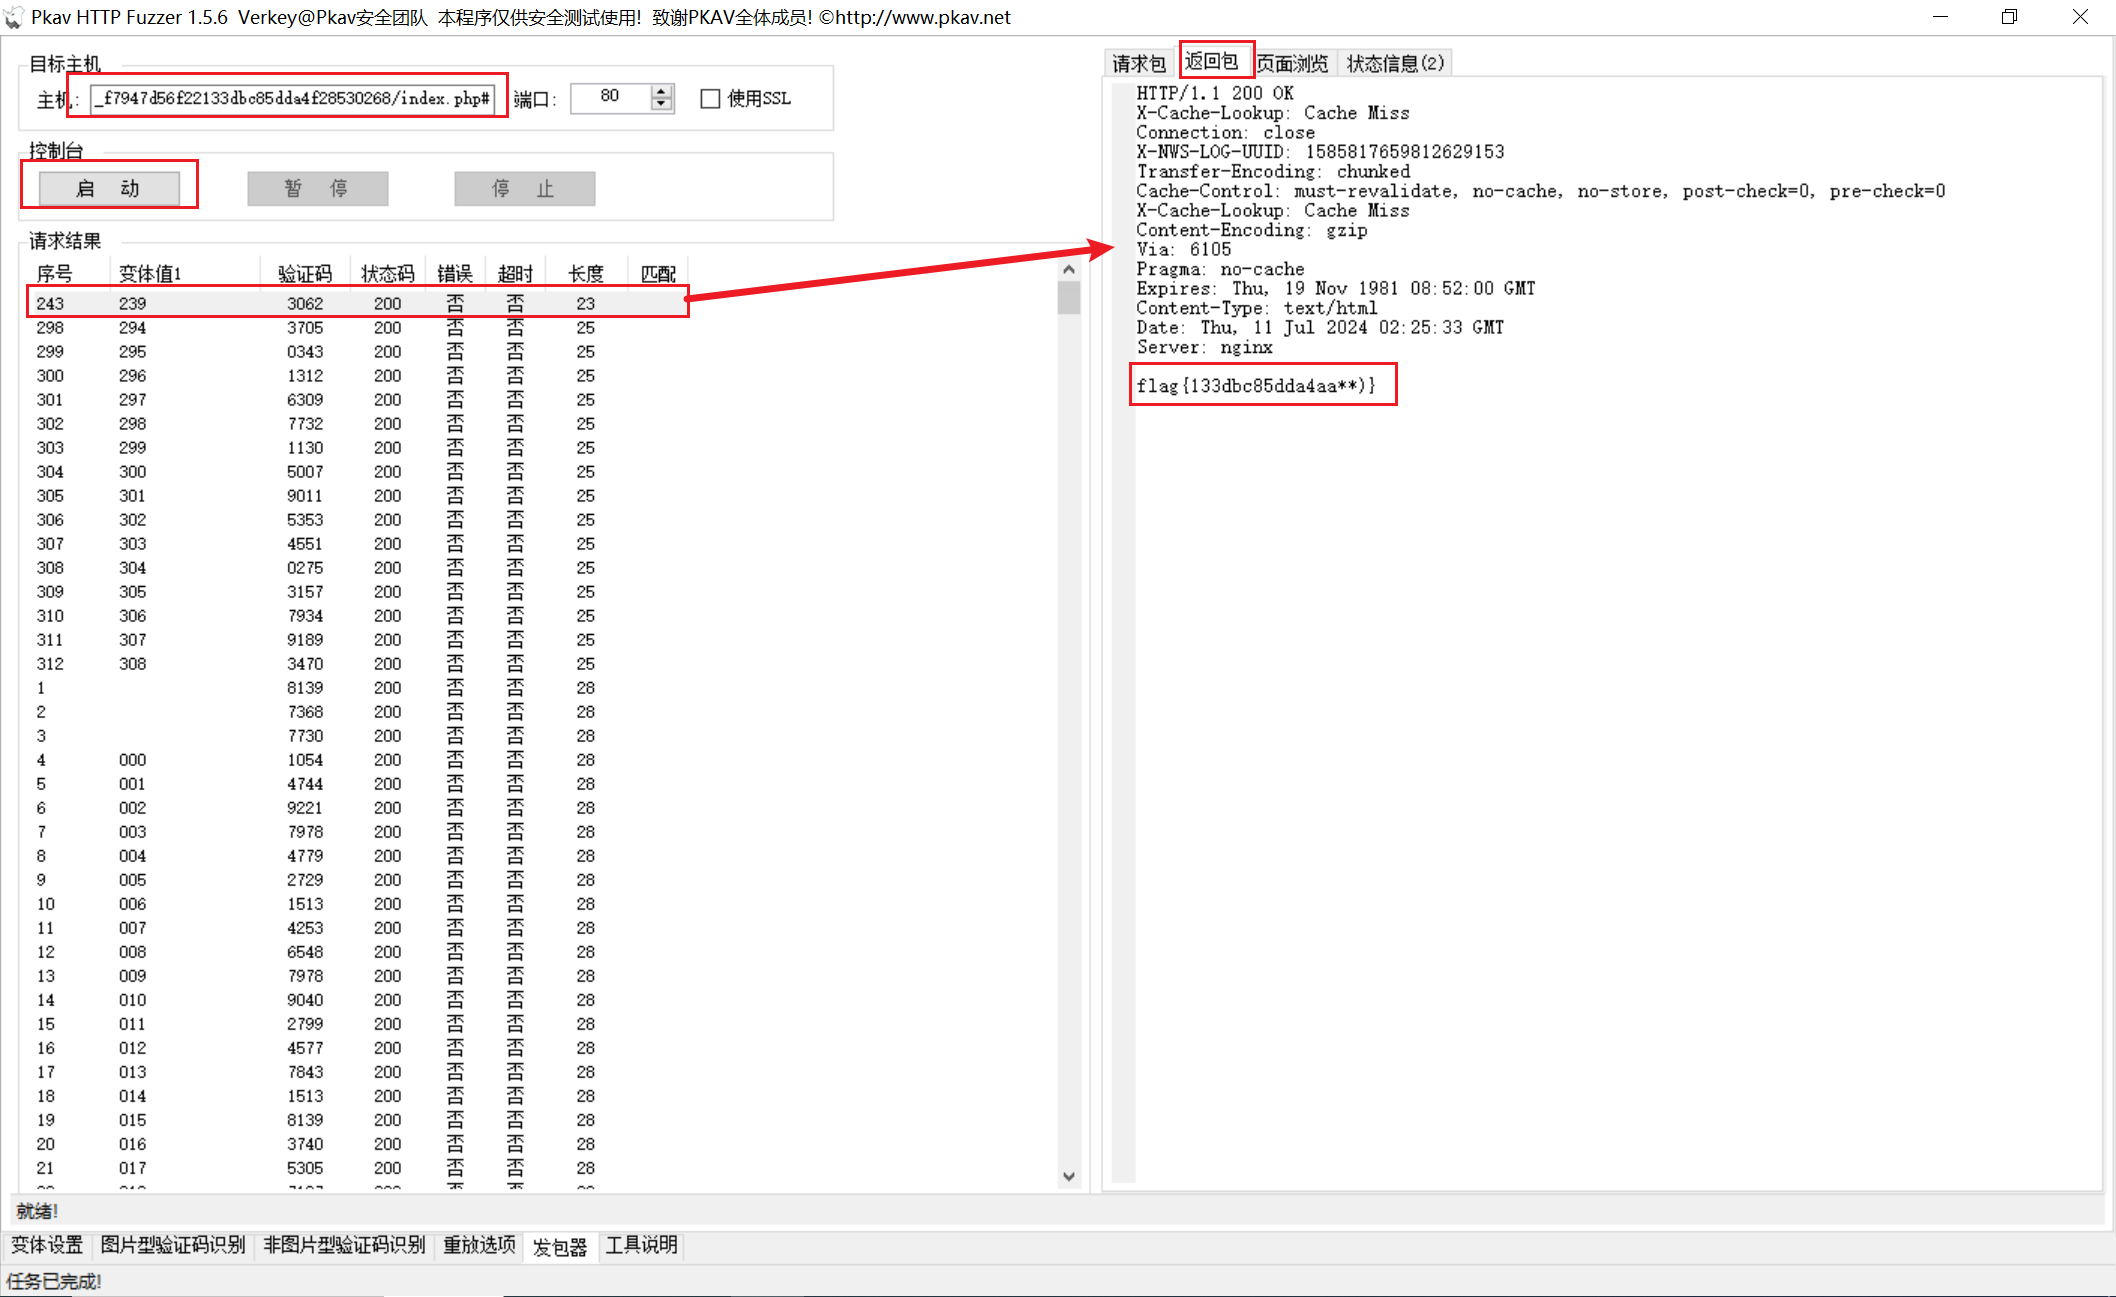 Pkav HTTP Fuzzer 1.5.6  Verkey@Pkav安全团队  本程序仅供安全测试使用!  致谢PKAV全体成员! ©http://www.pkav.net
目标主机
主机: _f7947d56f22133dbc85dda4f28530268/index.php# 端口: 80 使用SSL
控制台
启 动 暂 停 停 止
请求结果
序号 变体值1 验证码 状态码 错误 超时 长度 匹配
243 239 3062 200 否 否 23
298 294 3705 200 否 否 25
299 295 0343 200 否 否 25
300 296 1312 200 否 否 25
301 297 6309 200 否 否 25
302 298 7732 200 否 否 25
303 299 1130 200 否 否 25
304 300 5007 200 否 否 25
305 301 9011 200 否 否 25
306 302 5353 200 否 否 25
307 303 4551 200 否 否 25
308 304 0275 200 否 否 25
309 305 3157 200 否 否 25
310 306 7934 200 否 否 25
311 307 9189 200 否 否 25
312 308 3470 200 否 否 25
1 8139 200 否 否 28
2 7368 200 否 否 28
3 7730 200 否 否 28
4 000 1054 200 否 否 28
5 001 4744 200 否 否 28
6 002 9221 200 否 否 28
7 003 7978 200 否 否 28
8 004 4779 200 否 否 28
9 005 2729 200 否 否 28
10 006 1513 200 否 否 28
11 007 4253 200 否 否 28
12 008 6548 200 否 否 28
13 009 7978 200 否 否 28
14 010 9040 200 否 否 28
15 011 2799 200 否 否 28
16 012 4577 200 否 否 28
17 013 7843 200 否 否 28
18 014 1513 200 否 否 28
19 015 8139 200 否 否 28
20 016 3740 200 否 否 28
21 017 5305 200 否 否 28
请求包 返回包 页面浏览 状态信息(2)
HTTP/1.1 200 OK
X-Cache-Lookup: Cache Miss
Connection: close
X-NWS-LOG-UUID: 1585817659812629153
Transfer-Encoding: chunked
Cache-Control: must-revalidate, no-cache, no-store, post-check=0, pre-check=0
X-Cache-Lookup: Cache Miss
Content-Encoding: gzip
Via: 6105
Pragma: no-cache
Expires: Thu, 19 Nov 1981 08:52:00 GMT
Content-Type: text/html
Date: Thu, 11 Jul 2024 02:25:33 GMT
Server: nginx
flag{133dbc85dda4aa**)}
就绪!
变体设置 图片型验证码识别 非图片型验证码识别 重放选项 发包器 工具说明
任务已完成!